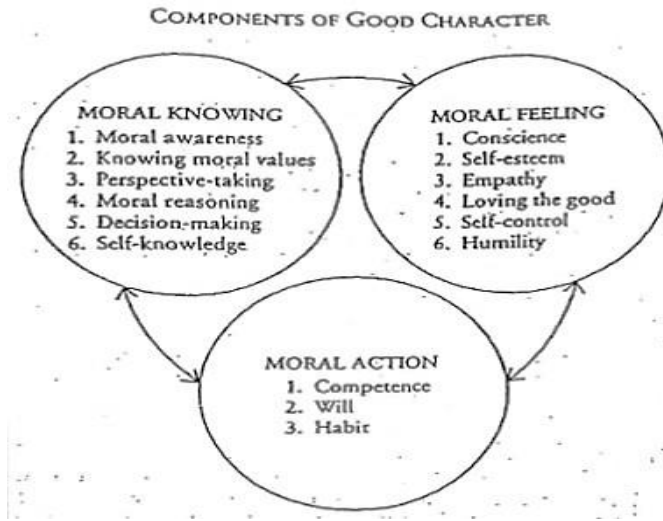 COMPONENTS OF GOOD CHARACTER
MORAL KNOWING
1. Moral awareness
2. Knowing moral values
3. Perspective-taking
4. Moral reasoning
5. Decision-making
6. Self-knowledge
MORAL FEELING
1. Conscience
2. Self-esteem
3. Empathy
4. Loving the good
5. Self-control
6. Humility
MORAL ACTION
1. Competence
2. Will
3. Habit